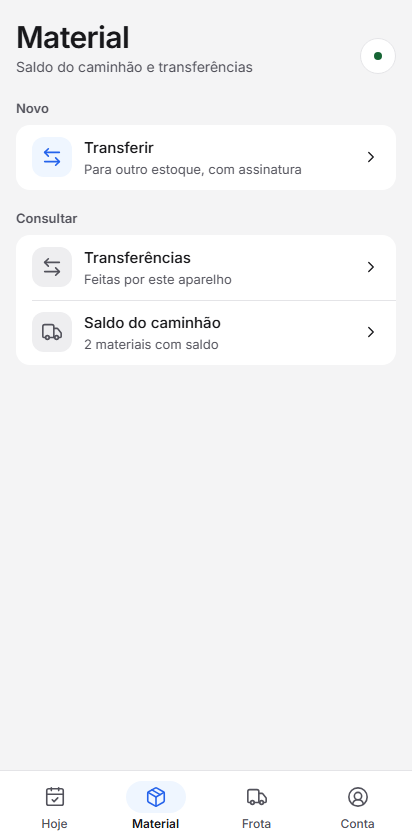 Material
Saldo do caminhão e transferências
Novo
Transferir
Para outro estoque, com assinatura
Consultar
Transferências
Feitas por este aparelho
Saldo do caminhão
2 materiais com saldo
Hoje
Material
Frota
Conta